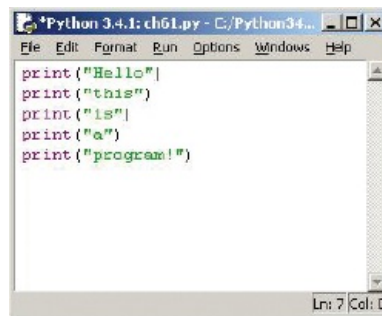 *Python 3.4.1: ch61.py - C:/Python34...
File Edit Format Run Options Windows Help
print("Hello"|
print("this")
print("is"|
print("a")
print("program!")
Ln: 7 Col: 0